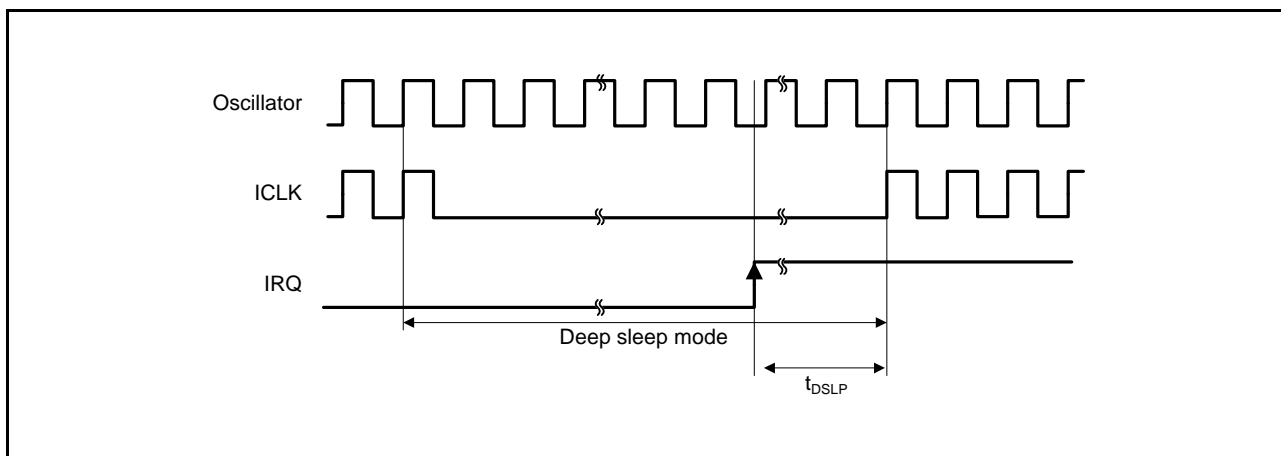 Oscillator
ICLK
IRQ
Deep sleep mode
tDSLP